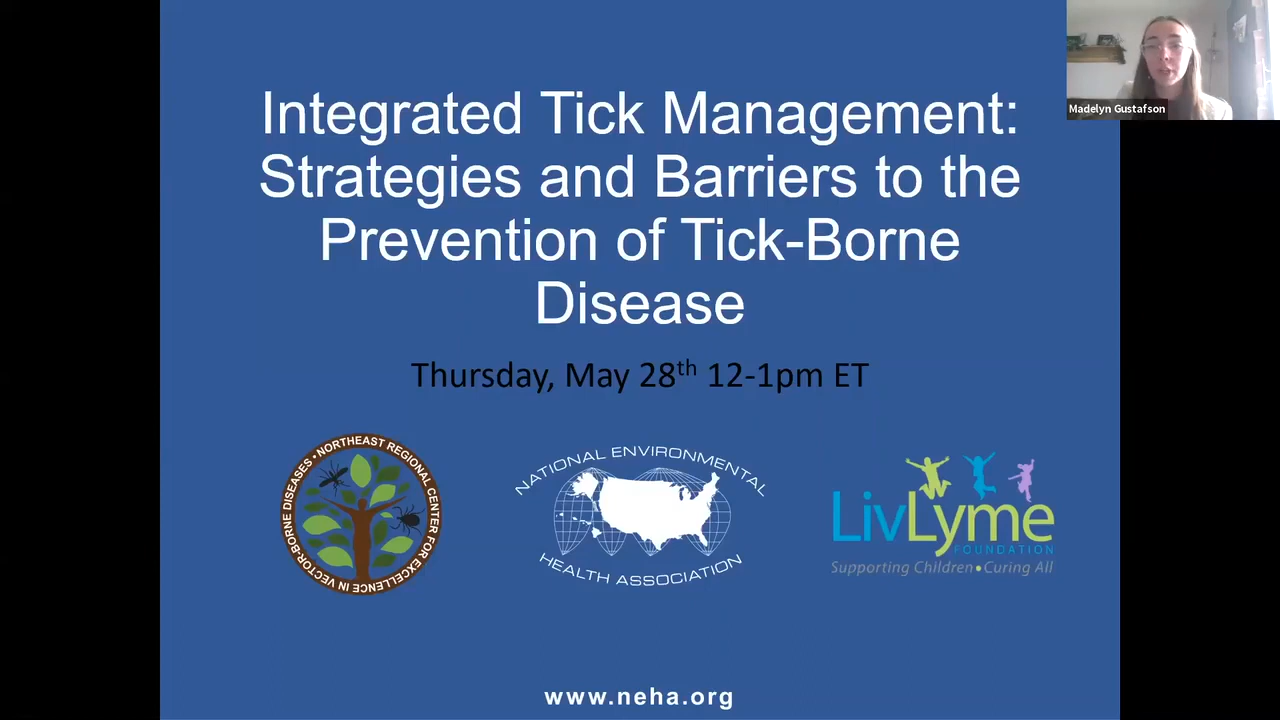 Integrated Tick Management:
Strategies and Barriers to the
Prevention of Tick-Borne
Disease
Thursday, May 28th 12-1pm ET
NORTHEAST REGIONAL CENTER FOR EXCELLENCE IN VECTOR-BORNE DISEASES •
NATIONAL ENVIRONMENTAL
HEALTH ASSOCIATION
LivLyme
FOUNDATION
Supporting Children•Curing All
www.neha.org
Madelyn Gustafson